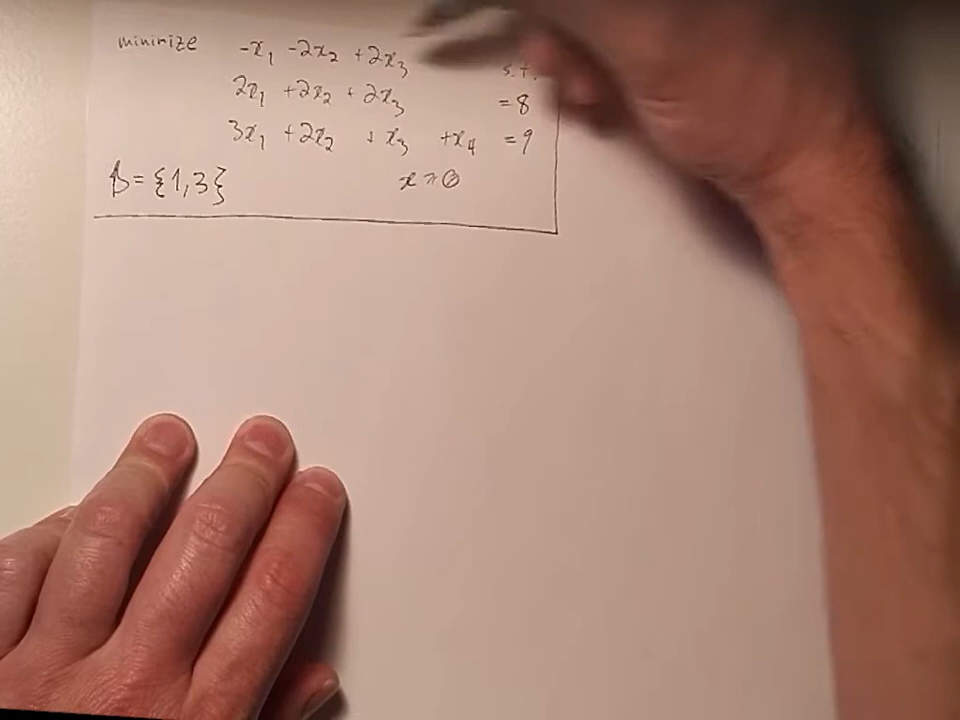 minimize -x₁ -2x₂ +2x₃ s.t.
2x₁ +2x₂ + 2x₃ = 8
3x₁ +2x₂ + x₃ +x₄ = 9
B = {1,3} x ≥ 0